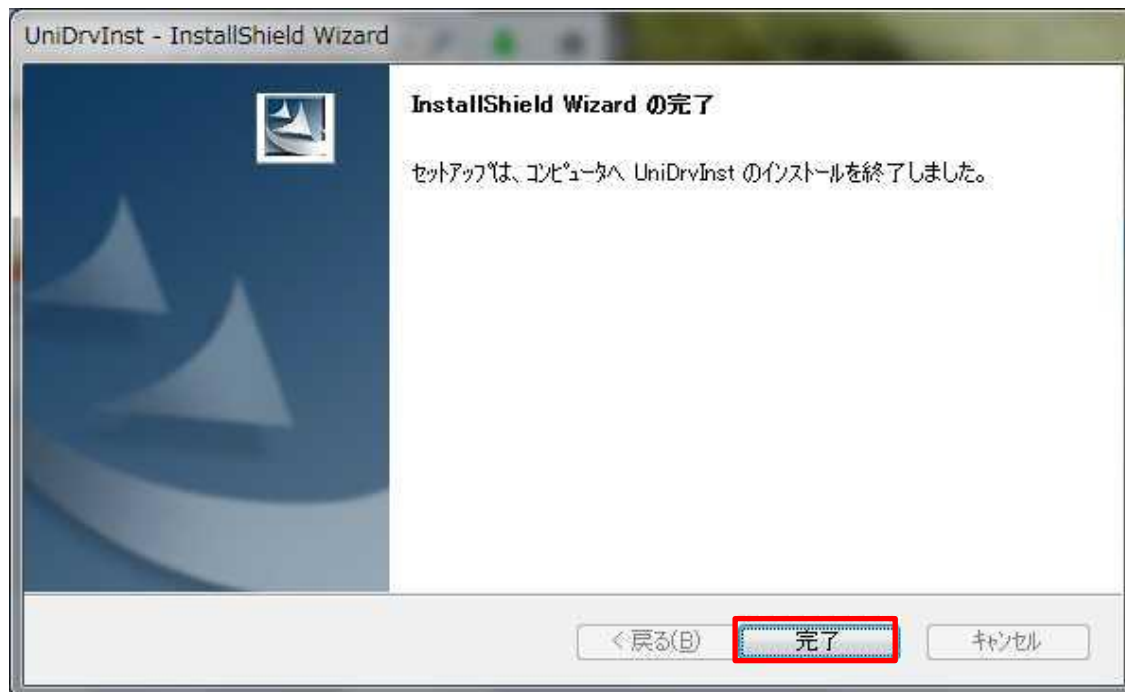 UniDrvInst - InstallShield Wizard
InstallShield Wizard の完了
セットアップは、コンピュータへ UniDrvInst のインストールを終了しました。
< 戻る(B) 完了 キャンセル